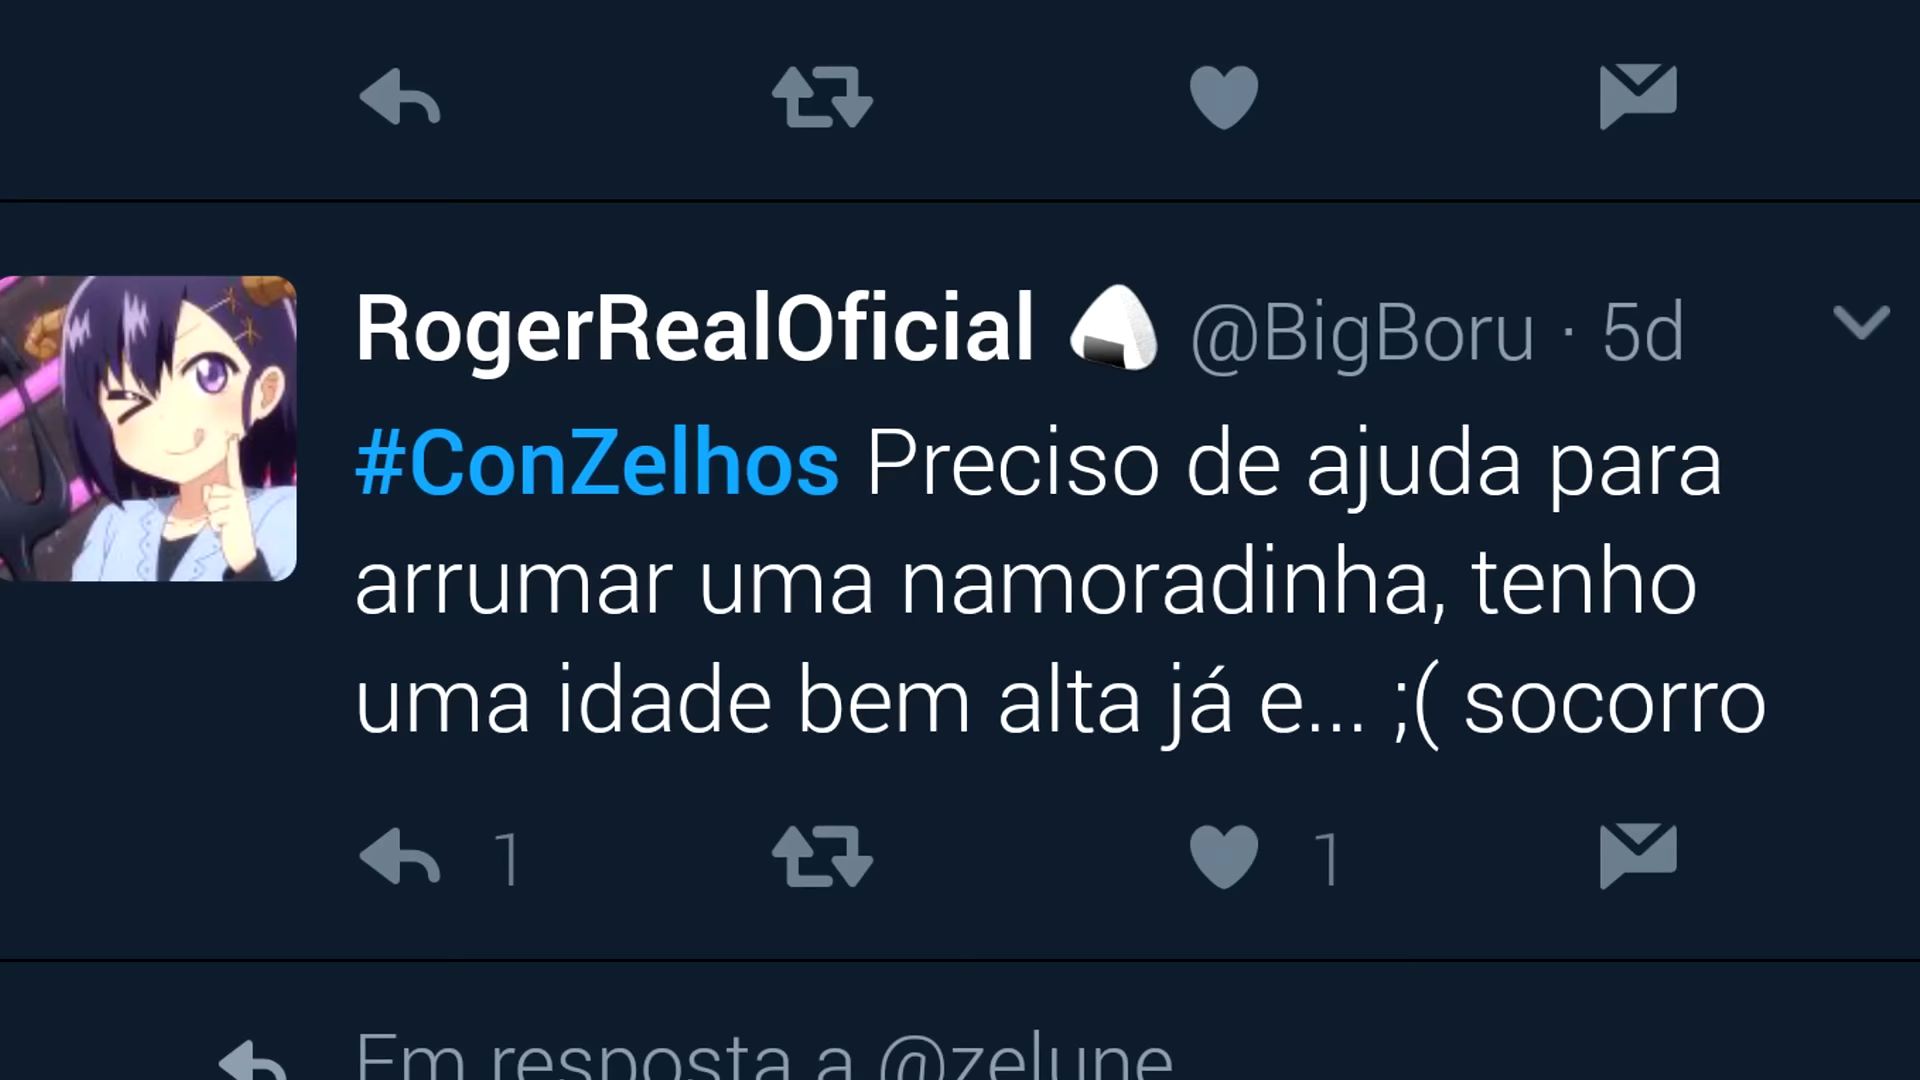 RogerRealOficial 🍙 @BigBoru · 5d
#ConZelhos Preciso de ajuda para
arrumar uma namoradinha, tenho
uma idade bem alta já e... ;( socorro
1 1
Em resposta a @zelune